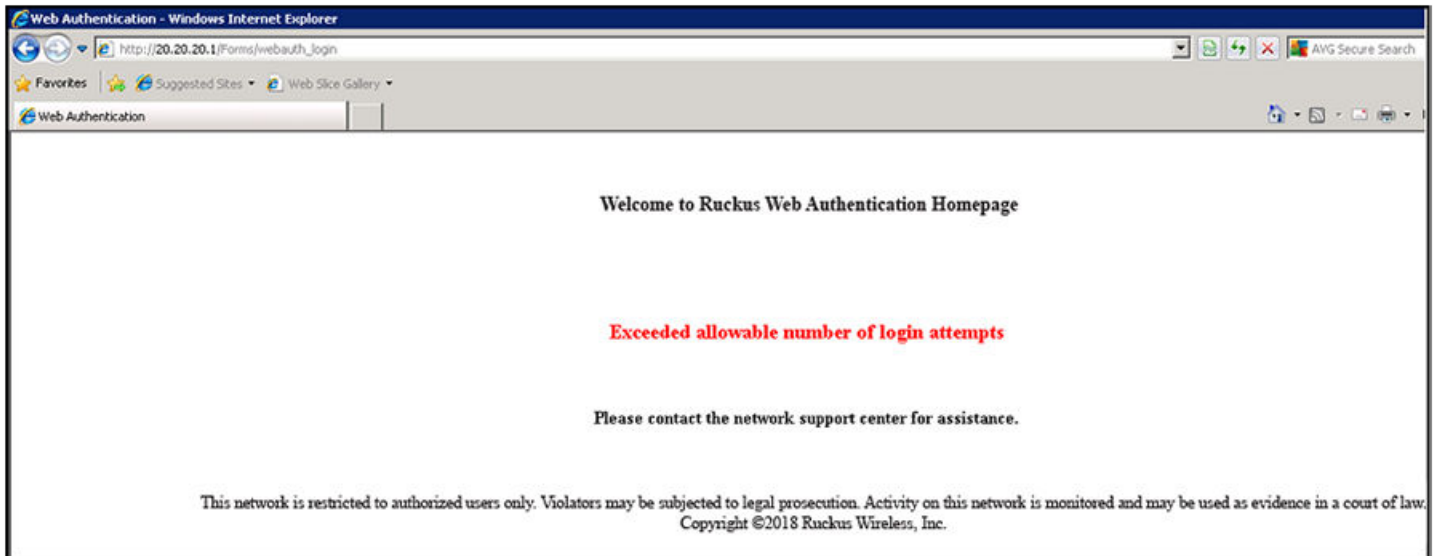 Web Authentication - Windows Internet Explorer
http://20.20.20.1/Forms/webauth_login
AVG Secure Search
Favorites
Suggested Sites
Web Slice Gallery
Web Authentication
Welcome to Ruckus Web Authentication Homepage
Exceeded allowable number of login attempts
Please contact the network support center for assistance.
This network is restricted to authorized users only. Violators may be subjected to legal prosecution. Activity on this network is monitored and may be used as evidence in a court of law.
Copyright ©2018 Ruckus Wireless, Inc.